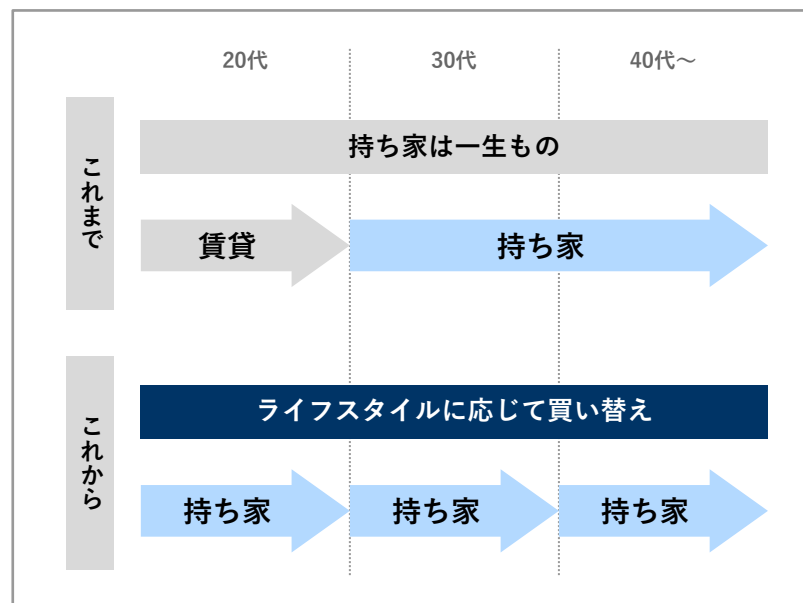 20代
30代
40代～
これまで
持ち家は一生もの
賃貸
持ち家
これから
ライフスタイルに応じて買い替え
持ち家
持ち家
持ち家